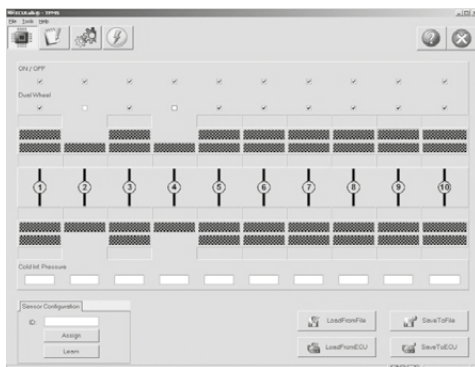 File Tools Help
ON / OFF
Dual Wheel
1 2 3 4 5 6 7 8 9 10
Cold Inf. Pressure
Sensor Configuration
ID:
Assign
Learn
LoadFromFile SaveToFile
LoadFromECU SaveToECU